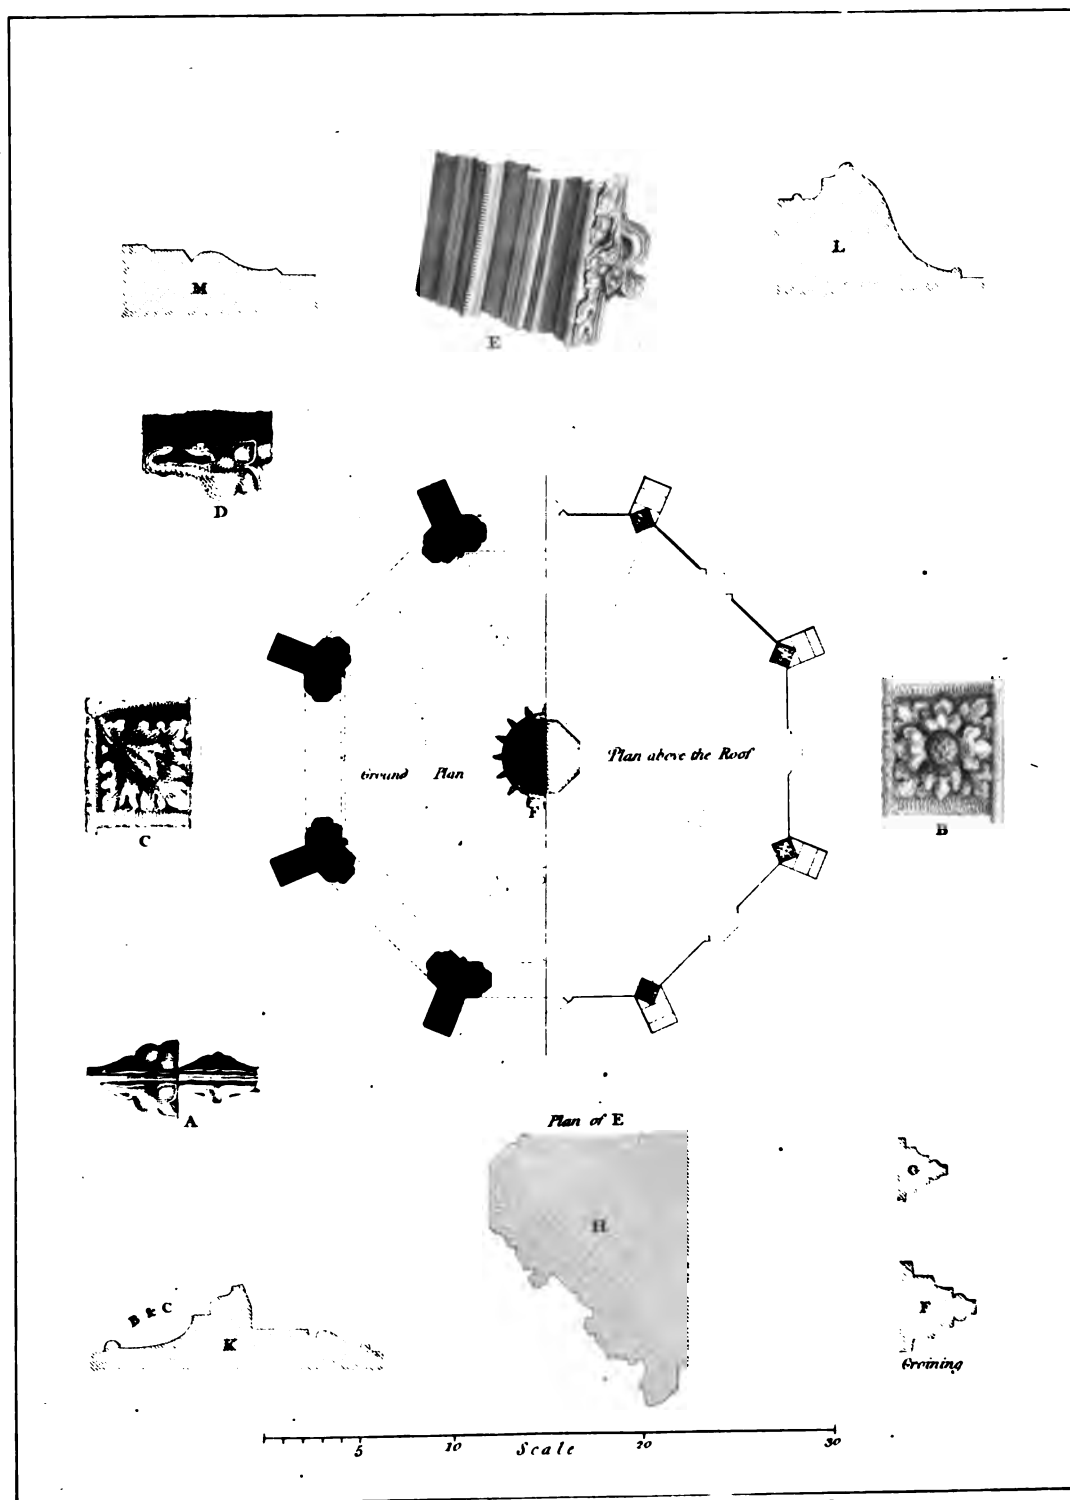 M
E
L
D
Ground Plan
Plan above the Roof
F
C
B
A
Plan of E
G
H
B & C
K
F
Groining
5 10 20 30
Scale